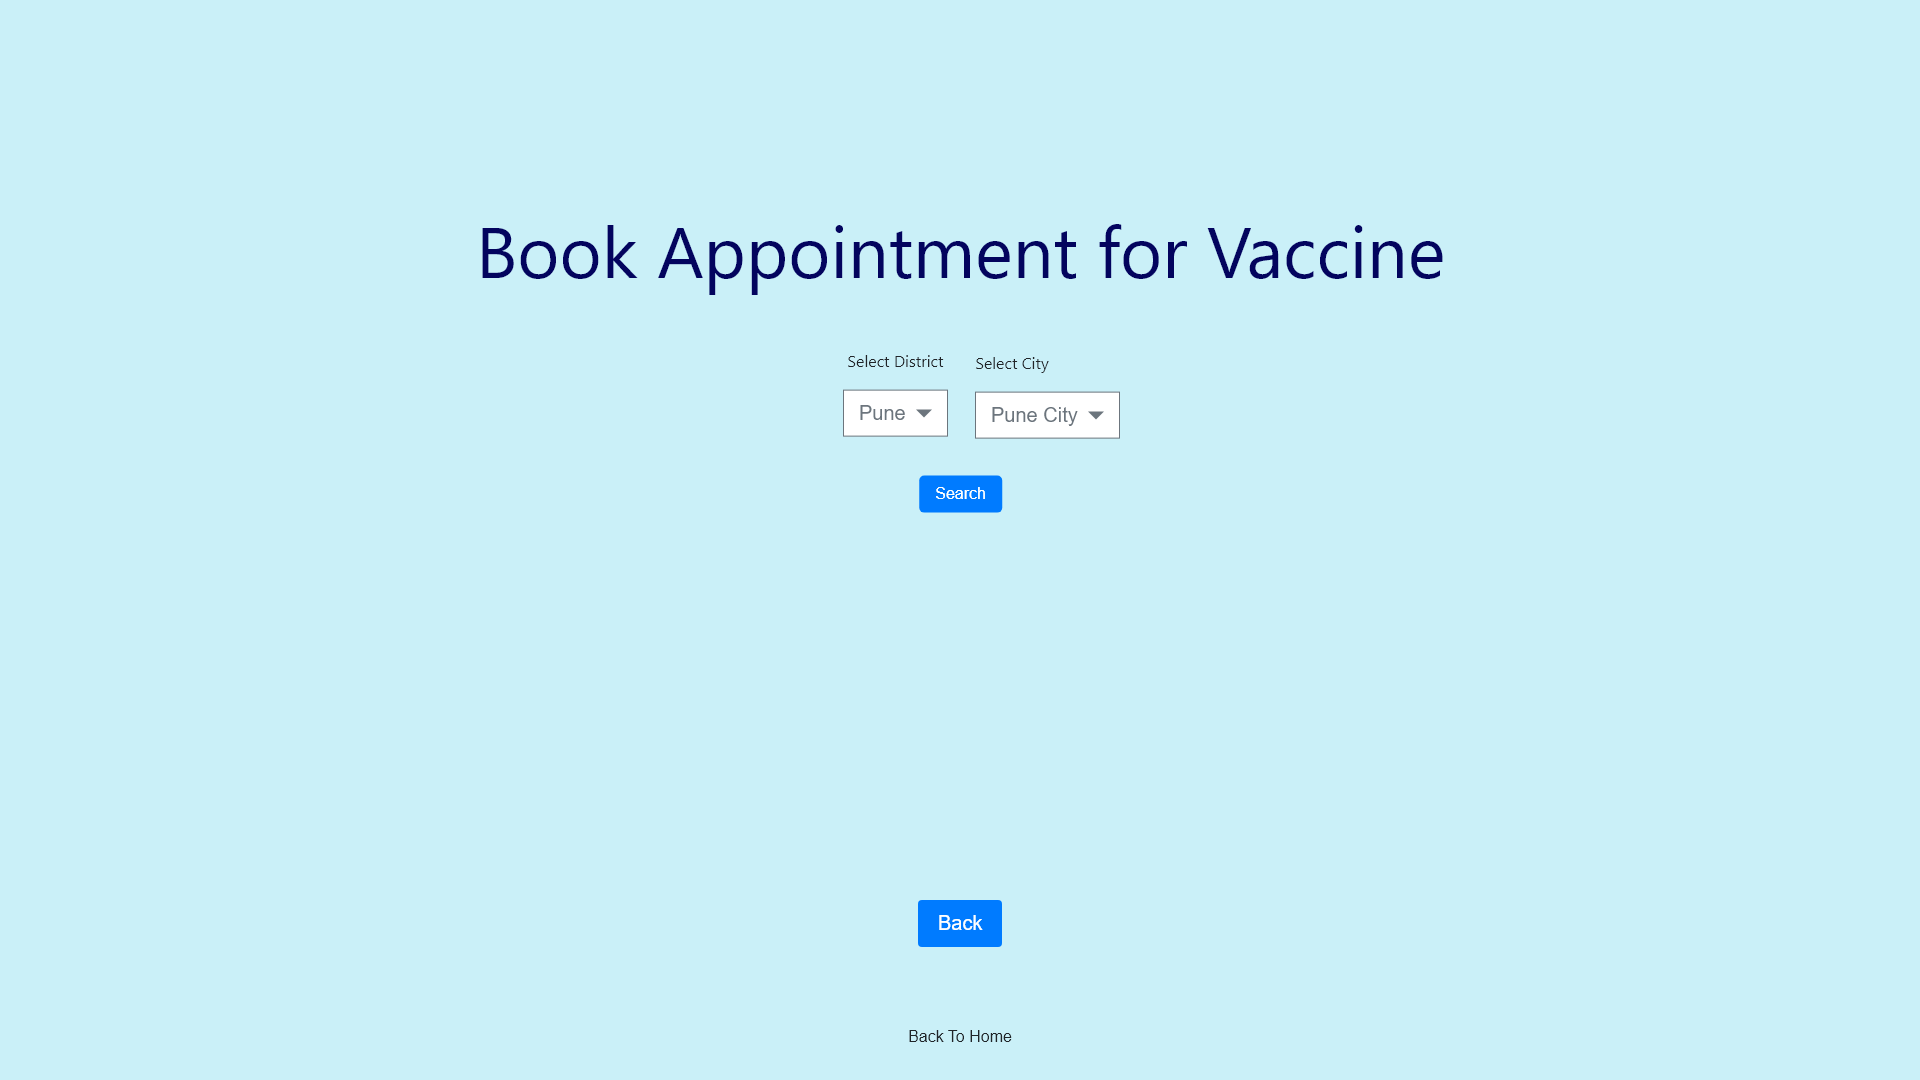 Book Appointment for Vaccine
Select District
Select City
Pune
Pune City
Search
Back
Back To Home